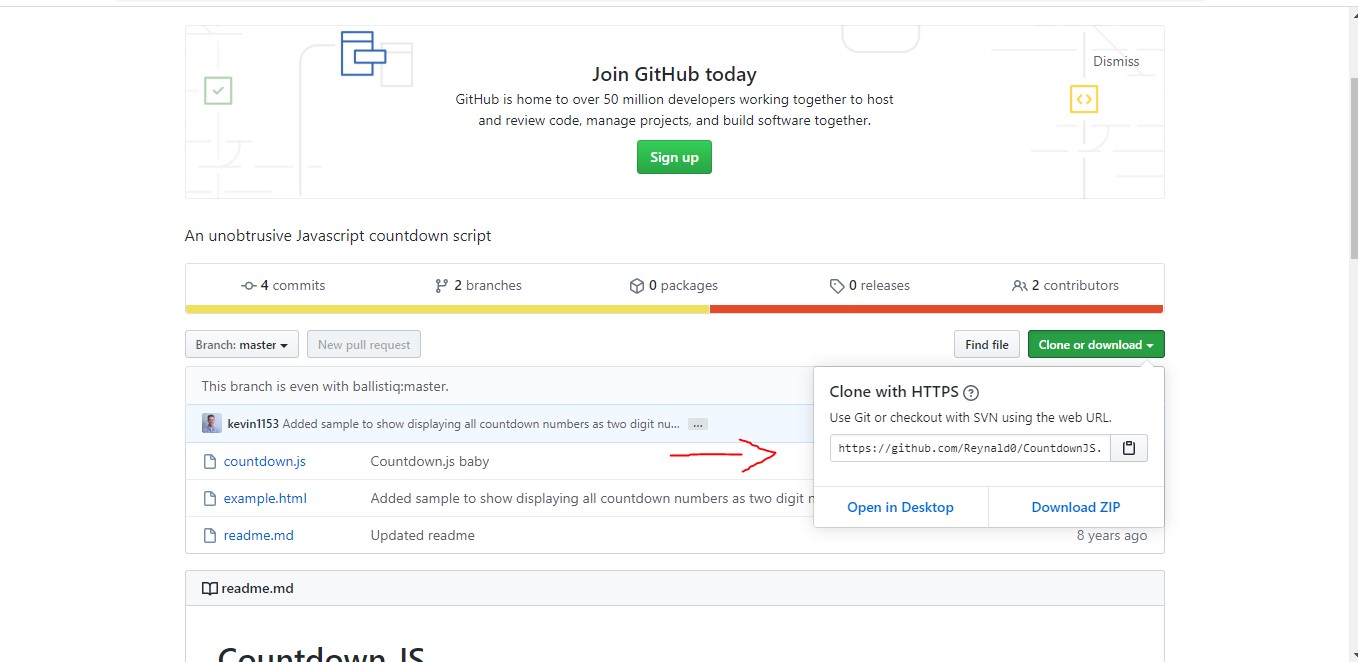 Join GitHub today
Dismiss
GitHub is home to over 50 million developers working together to host
and review code, manage projects, and build software together.
Sign up
An unobtrusive Javascript countdown script
4 commits 2 branches 0 packages 0 releases 2 contributors
Branch: master New pull request Find file Clone or download
This branch is even with ballistiq:master.
kevin1153 Added sample to show displaying all countdown numbers as two digit nu... ...
countdown.js Countdown.js baby
example.html Added sample to show displaying all countdown numbers as two digit
readme.md Updated readme 8 years ago
Clone with HTTPS ?
Use Git or checkout with SVN using the web URL.
https://github.com/Reynald0/CountdownJS.
Open in Desktop Download ZIP
readme.md
Countdown JS